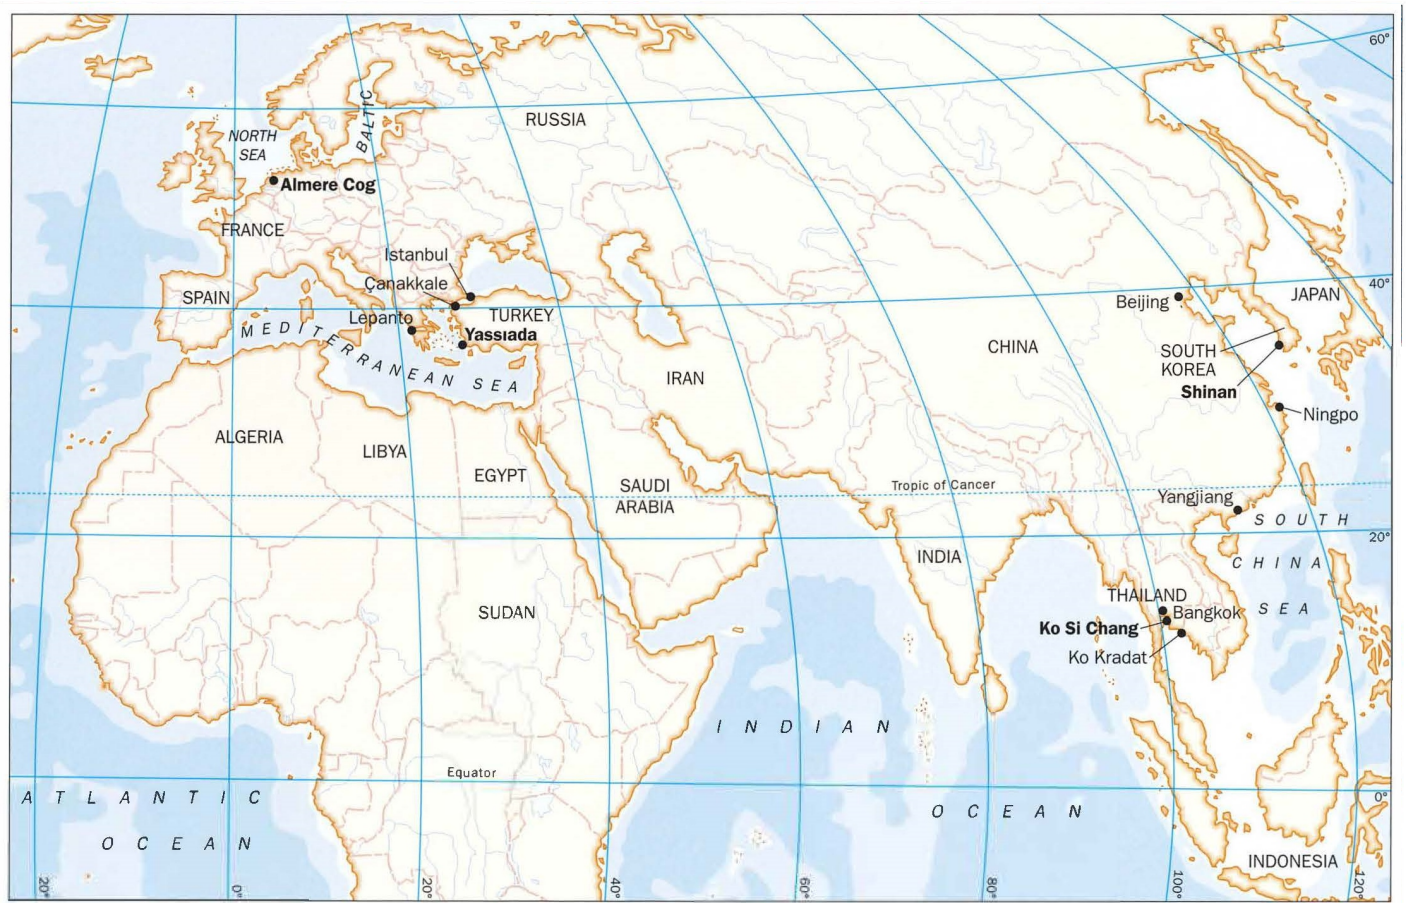 60°
BALTIC
NORTH
SEA
RUSSIA
Almere Cog
FRANCE
Istanbul
Çanakkale
40°
SPAIN
TURKEY
Lepanto
Yassıada
MEDITERRANEAN SEA
Beijing
JAPAN
CHINA
SOUTH
KOREA
Shinan
IRAN
Ningpo
ALGERIA
LIBYA
EGYPT
SAUDI
ARABIA
Tropic of Cancer
Yangjiang
SOUTH
CHINA
SEA
20°
INDIA
SUDAN
THAILAND
Bangkok
Ko Si Chang
Ko Kradat
INDIAN
OCEAN
Equator
ATLANTIC
OCEAN
0°
INDONESIA
20°
0°
20°
40°
60°
80°
100°
120°